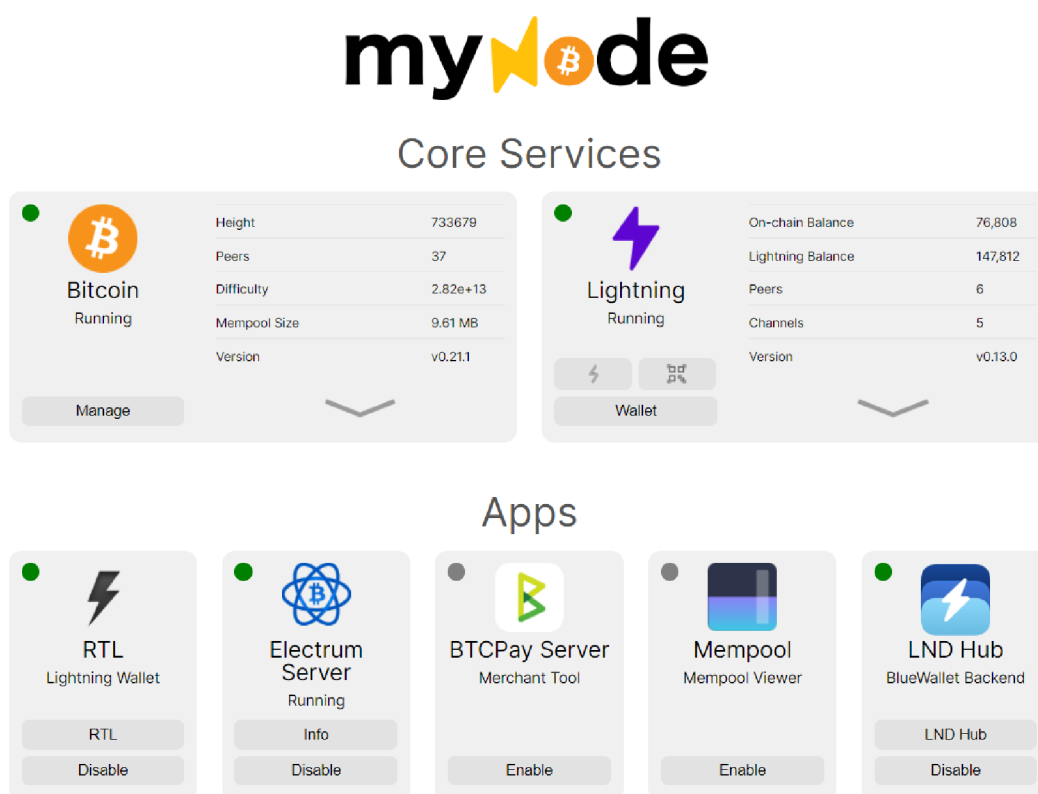 myNode
Core Services
Bitcoin
Running
Manage
Height 733679
Peers 37
Difficulty 2.82e+13
Mempool Size 9.61 MB
Version v0.21.1
Lightning
Running
Wallet
On-chain Balance 76,808
Lightning Balance 147,812
Peers 6
Channels 5
Version v0.13.0
Apps
RTL
Lightning Wallet
RTL
Disable
Electrum
Server
Running
Info
Disable
BTCPay Server
Merchant Tool
Enable
Mempool
Mempool Viewer
Enable
LND Hub
BlueWallet Backend
LND Hub
Disable